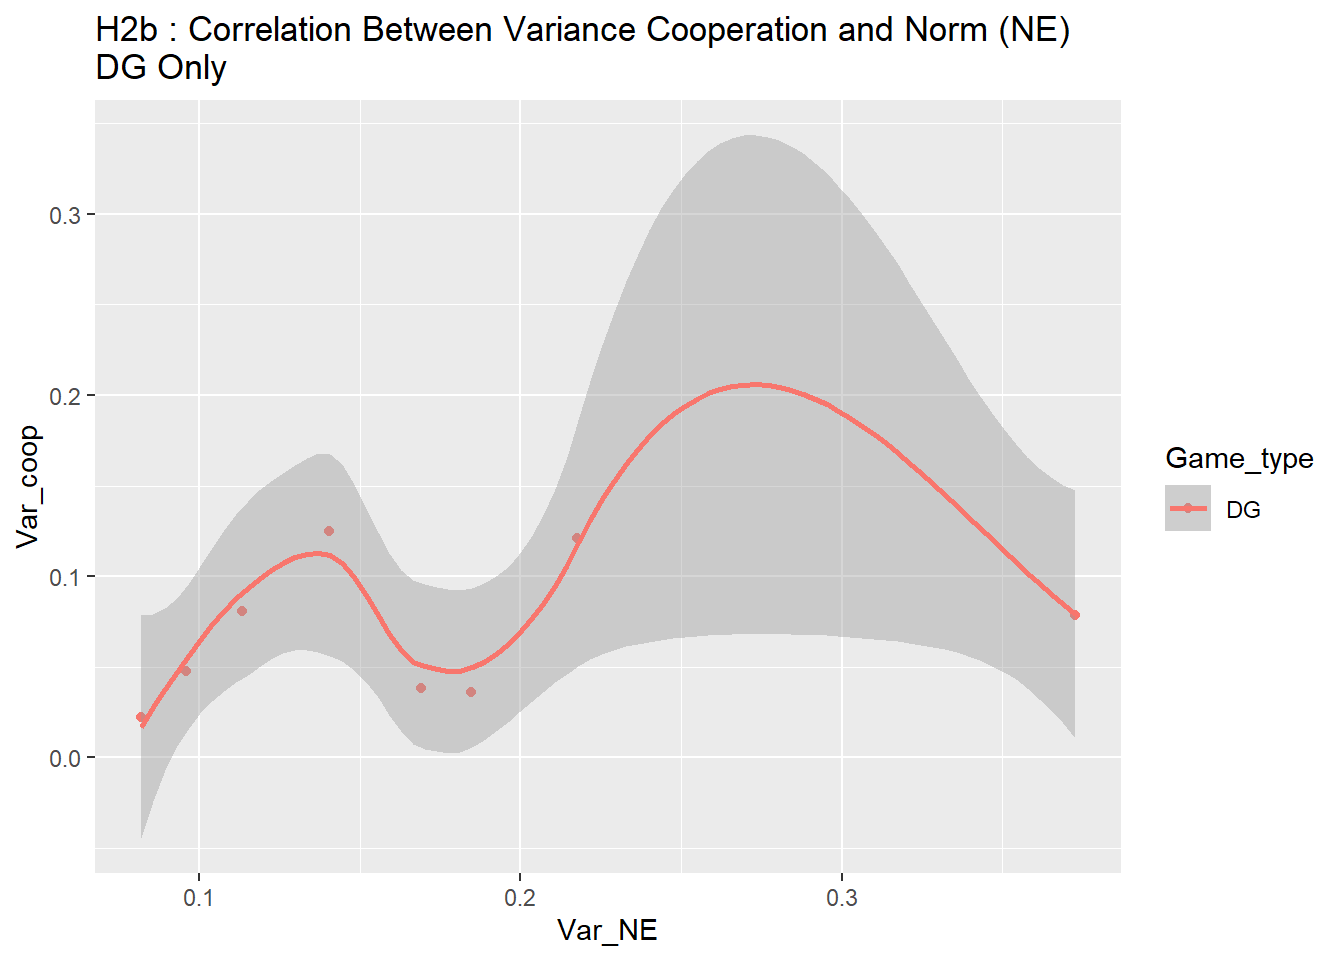 H2b : Correlation Between Variance Cooperation and Norm (NE)
DG Only
Var_coop
0.3
0.2
0.1
0.0
0.1
0.2
0.3
Var_NE
Game_type
DG